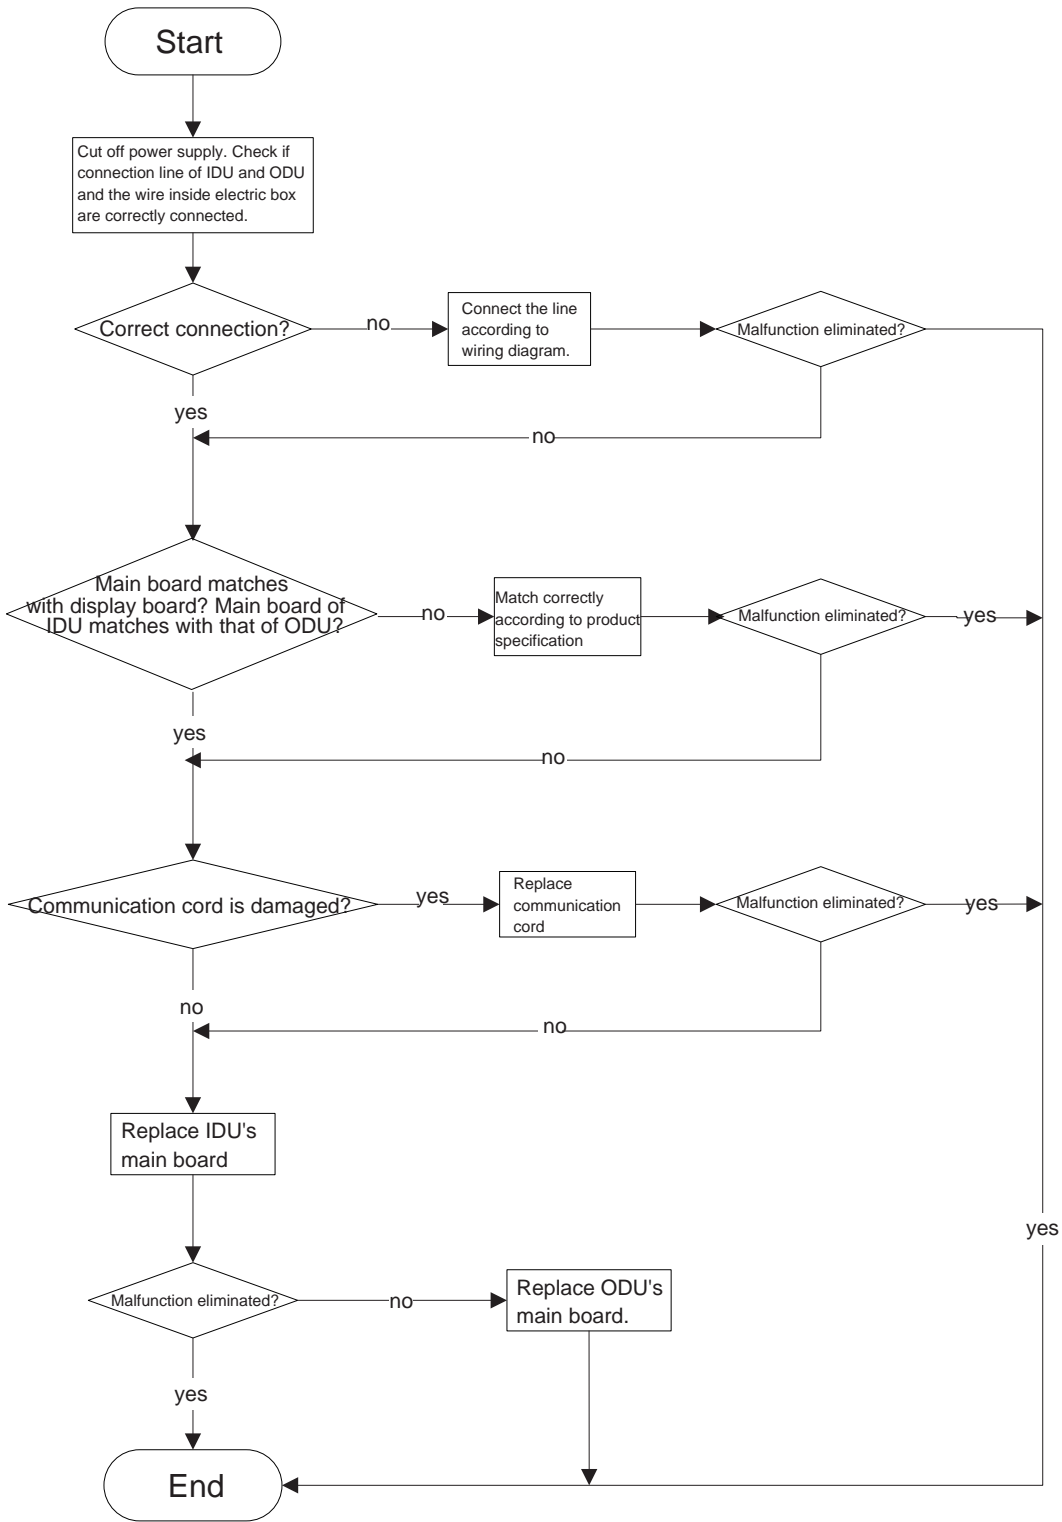 Start
Cut off power supply. Check if
connection line of IDU and ODU
and the wire inside electric box
are correctly connected.
Correct connection?
no
Connect the line
according to
wiring diagram.
Malfunction eliminated?
yes
no
Main board matches
with display board? Main board of
IDU matches with that of ODU?
no
Match correctly
according to product
specification
Malfunction eliminated?
yes
yes
no
Communication cord is damaged?
yes
Replace
communication
cord
Malfunction eliminated?
yes
no
no
Replace IDU's
main board
yes
Malfunction eliminated?
no
Replace ODU's
main board.
yes
End